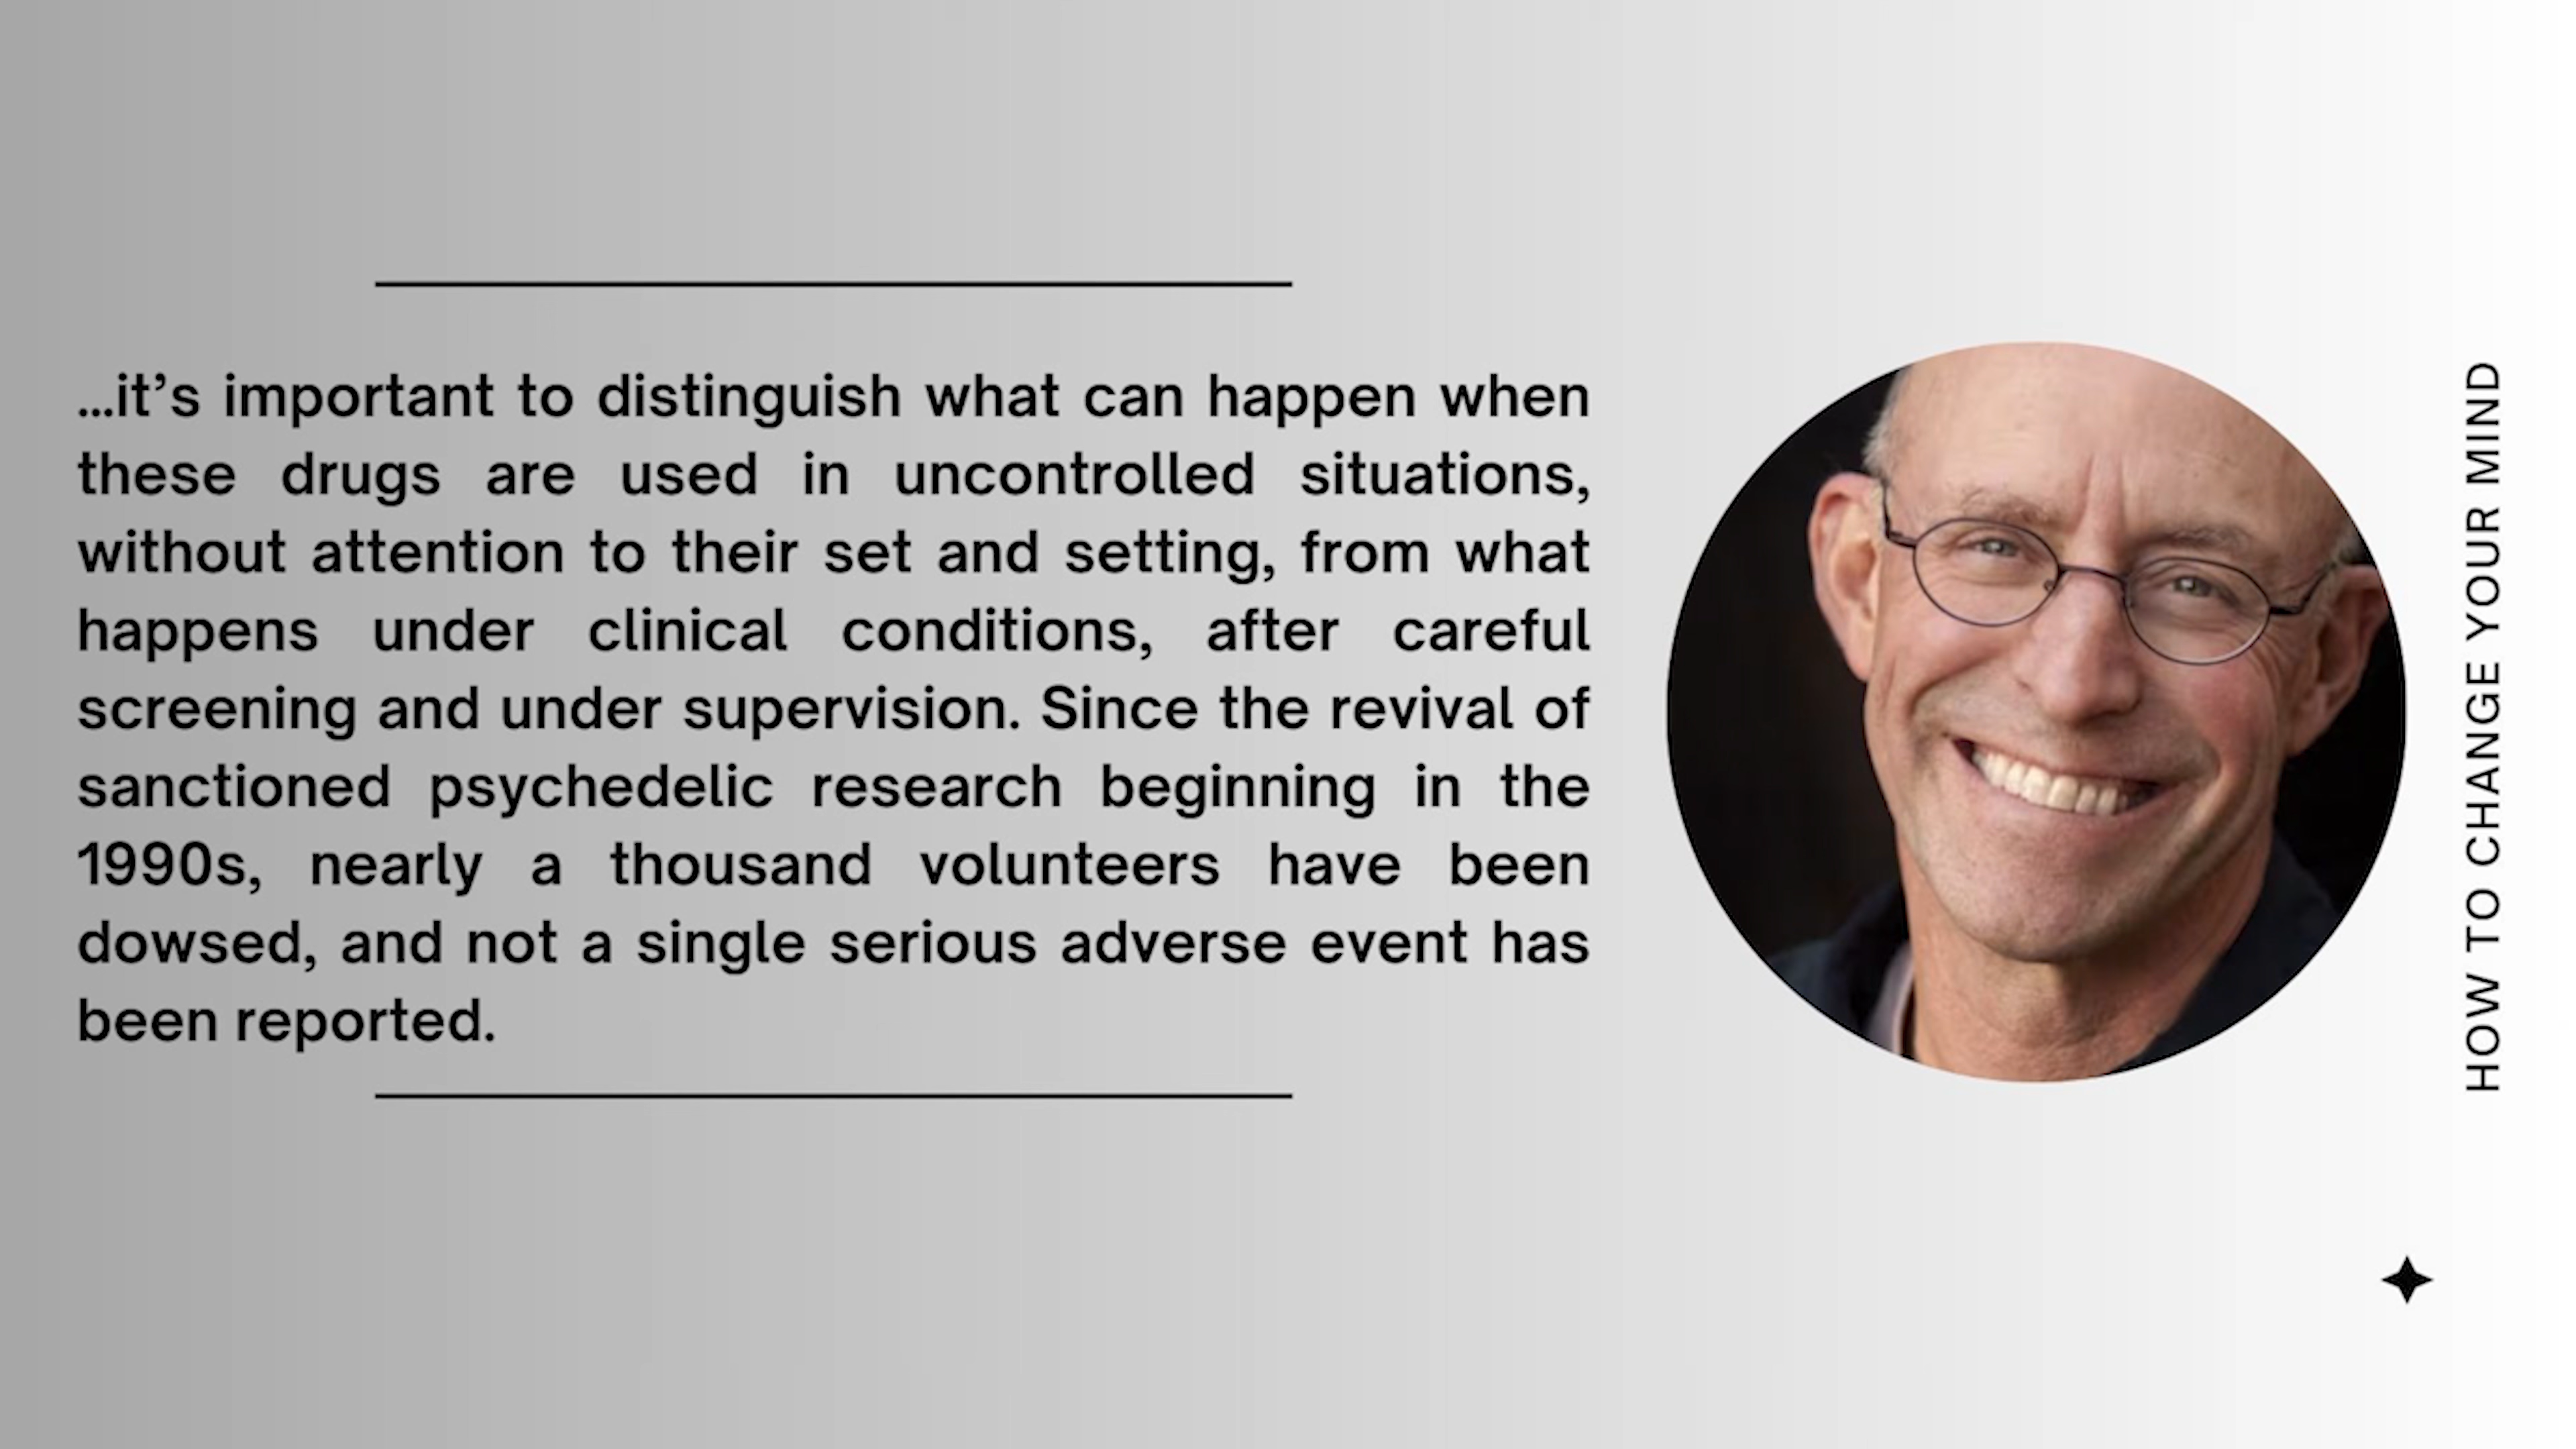 ...it’s important to distinguish what can happen when
these drugs are used in uncontrolled situations,
without attention to their set and setting, from what
happens under clinical conditions, after careful
screening and under supervision. Since the revival of
sanctioned psychedelic research beginning in the
1990s, nearly a thousand volunteers have been
dowsed, and not a single serious adverse event has
been reported.
HOW TO CHANGE YOUR MIND